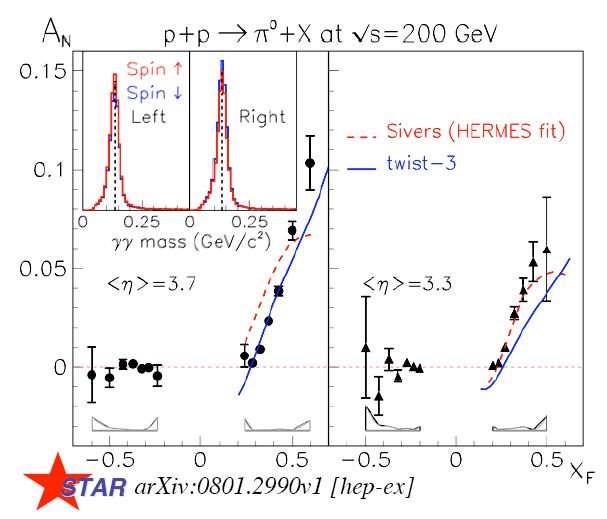 A_N
p+p → π⁰+X at √s=200 GeV
0.15
0.1
0.05
0
Spin ↑
Spin ↓
Left
Right
0 0.25 0 0.25
γγ mass (GeV/c²)
Sivers (HERMES fit)
twist−3
<η>=3.7
<η>=3.3
−0.5 0 0.5 −0.5 0 0.5
X_F
STAR arXiv:0801.2990v1 [hep-ex]